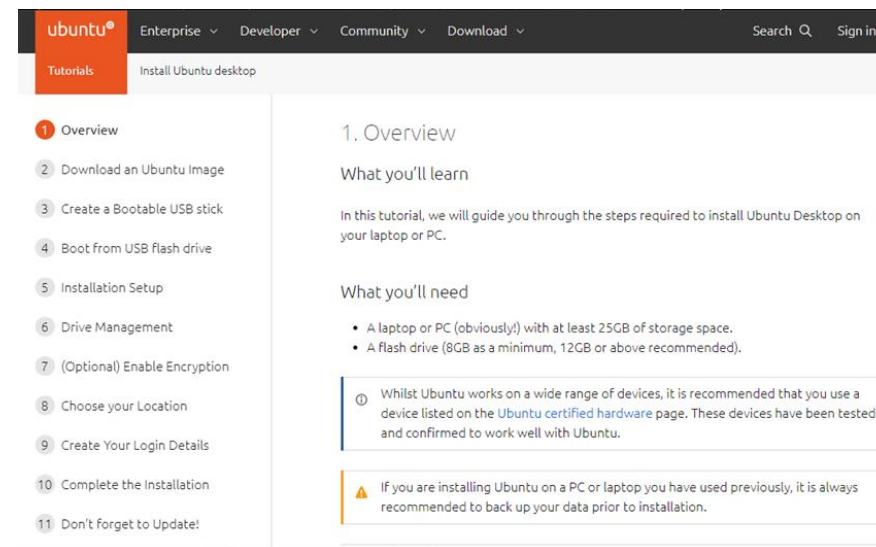 ubuntu® Enterprise Developer Community Download Search Sign in
Tutorials Install Ubuntu desktop
1 Overview
2 Download an Ubuntu Image
3 Create a Bootable USB stick
4 Boot from USB flash drive
5 Installation Setup
6 Drive Management
7 (Optional) Enable Encryption
8 Choose your Location
9 Create Your Login Details
10 Complete the Installation
11 Don't forget to Update!
1. Overview
What you'll learn
In this tutorial, we will guide you through the steps required to install Ubuntu Desktop on
your laptop or PC.
What you'll need
• A laptop or PC (obviously!) with at least 25GB of storage space.
• A flash drive (8GB as a minimum, 12GB or above recommended).
Whilst Ubuntu works on a wide range of devices, it is recommended that you use a
device listed on the Ubuntu certified hardware page. These devices have been tested
and confirmed to work well with Ubuntu.
If you are installing Ubuntu on a PC or laptop you have used previously, it is always
recommended to back up your data prior to installation.